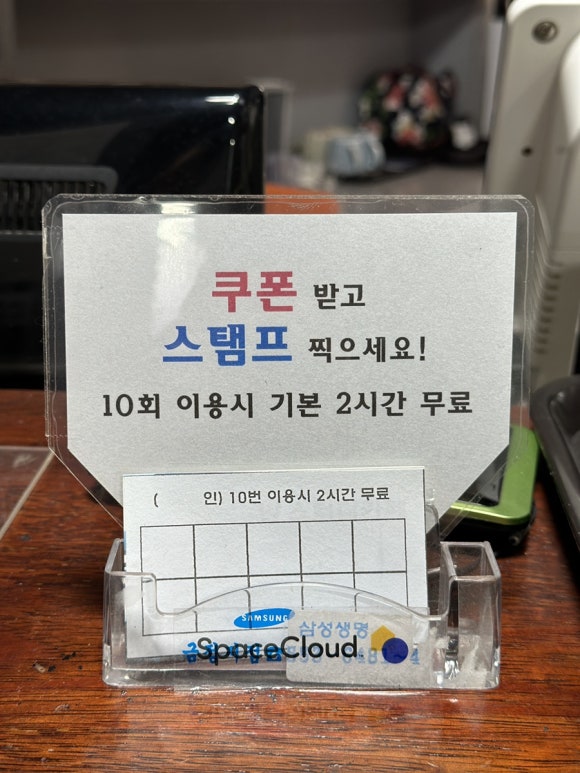 쿠폰 받고
스탬프 찍으세요!
10회 이용시 기본 2시간 무료
( 인) 10번 이용시 2시간 무료
SAMSUNG 삼성생명
SpaceCloud